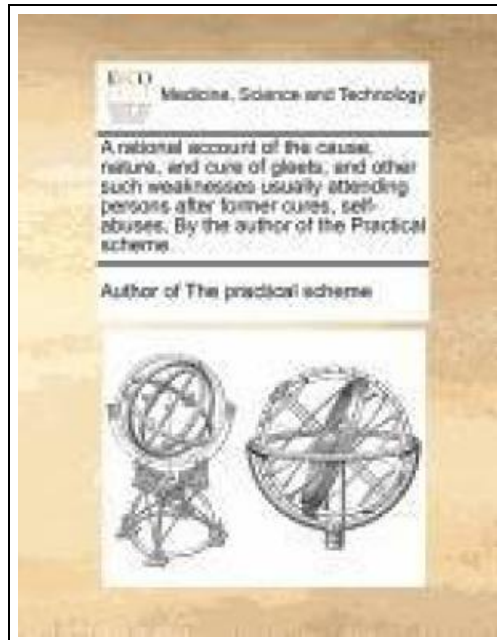 ECCO
Medicine, Science and Technology
A rational account of the cause,
nature, and cure of gleets, and other
such weaknesses usually attending
persons after former cures, self-
abuses. By the author of the Practical
scheme
Author of The practical scheme